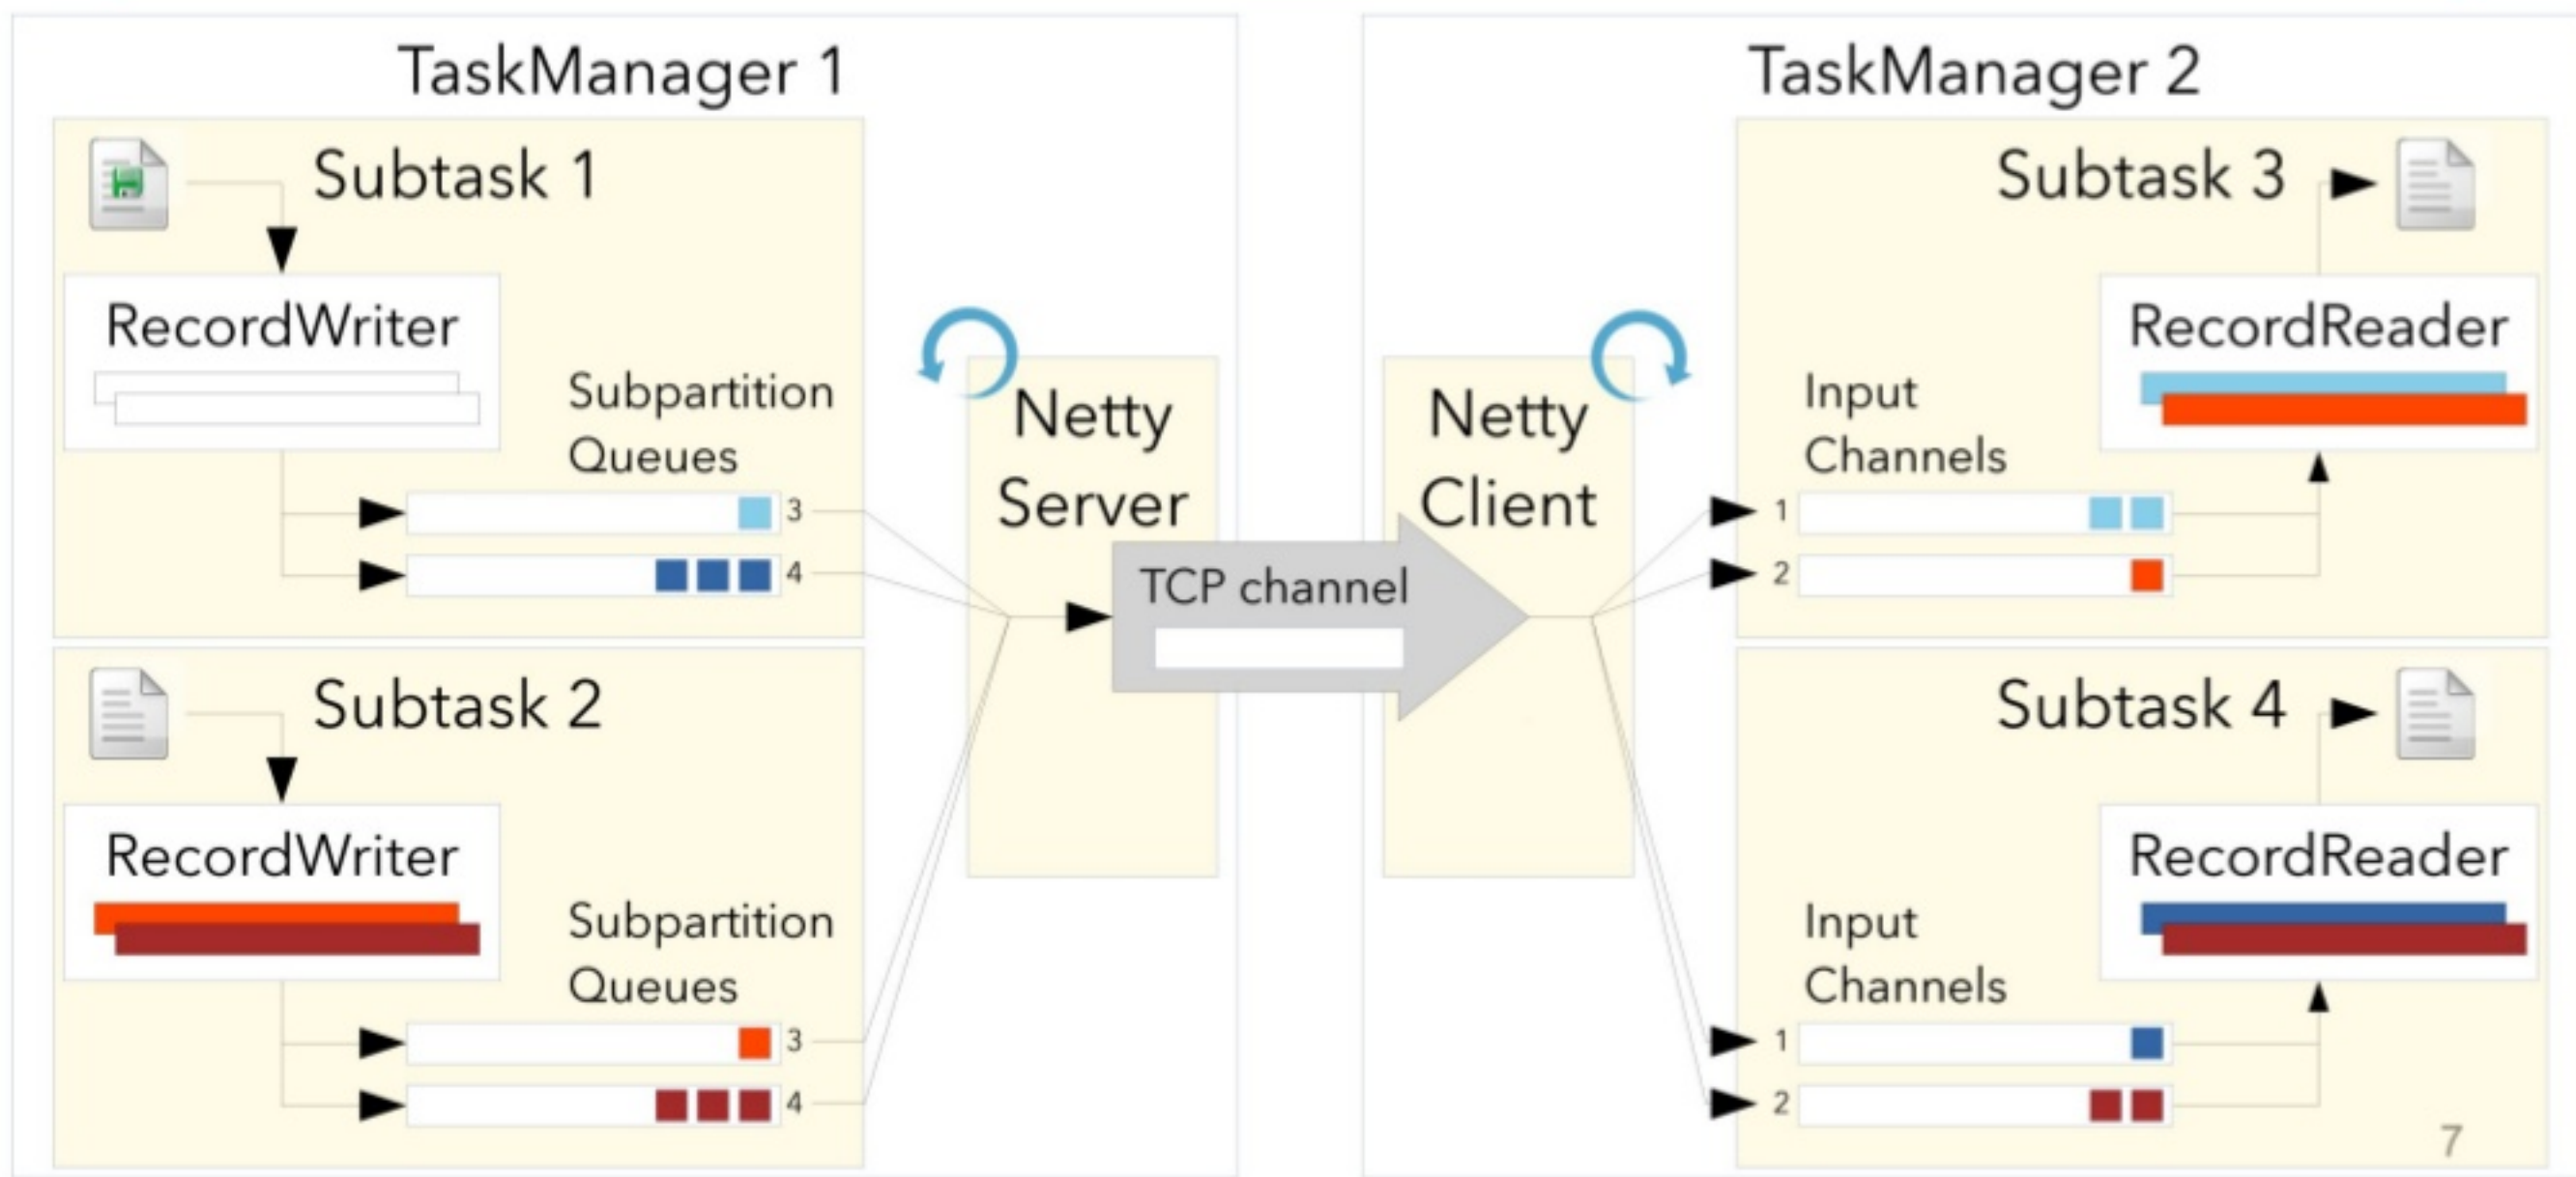 TaskManager 1
Subtask 1
RecordWriter
Subpartition
Queues
3
4
Subtask 2
RecordWriter
Subpartition
Queues
3
4
Netty
Server
TCP channel
Netty
Client
TaskManager 2
Subtask 3
RecordReader
Input
Channels
1
2
Subtask 4
RecordReader
Input
Channels
1
2
7